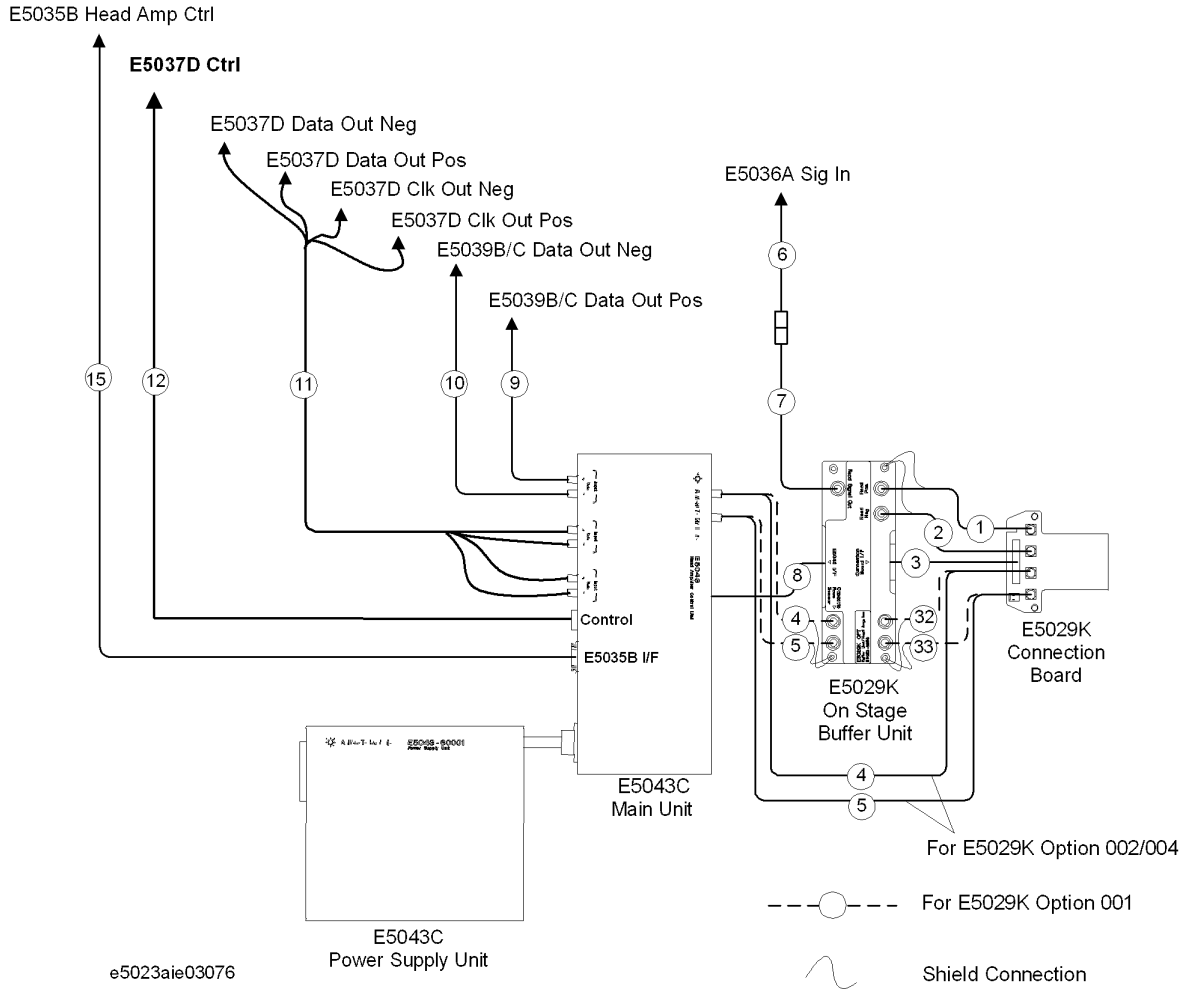 E5035B Head Amp Ctrl
E5037D Ctrl
E5037D Data Out Neg
E5037D Data Out Pos
E5037D Clk Out Neg
E5037D Clk Out Pos
E5039B/C Data Out Neg
E5039B/C Data Out Pos
E5036A Sig In
6
7
15
12
11
10
9
1
2
3
8
4
5
32
33
Control
E5035B I/F
E5029K
Connection
Board
E5029K
On Stage
Buffer Unit
4
5
E5043C
Main Unit
For E5029K Option 002/004
For E5029K Option 001
Power Supply Unit
E5043C
Power Supply Unit
e5023aie03076
Shield Connection